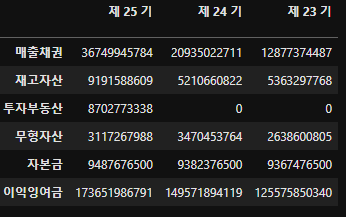 제 25 기 제 24 기 제 23 기
매출채권 36749945784 20935022711 12877374487
재고자산 9191588609 5210660822 5363297768
투자부동산 8702773338 0 0
무형자산 3117267988 3470453764 2638600805
자본금 9487676500 9382376500 9367476500
이익잉여금 173651986791 149571894119 125575850340